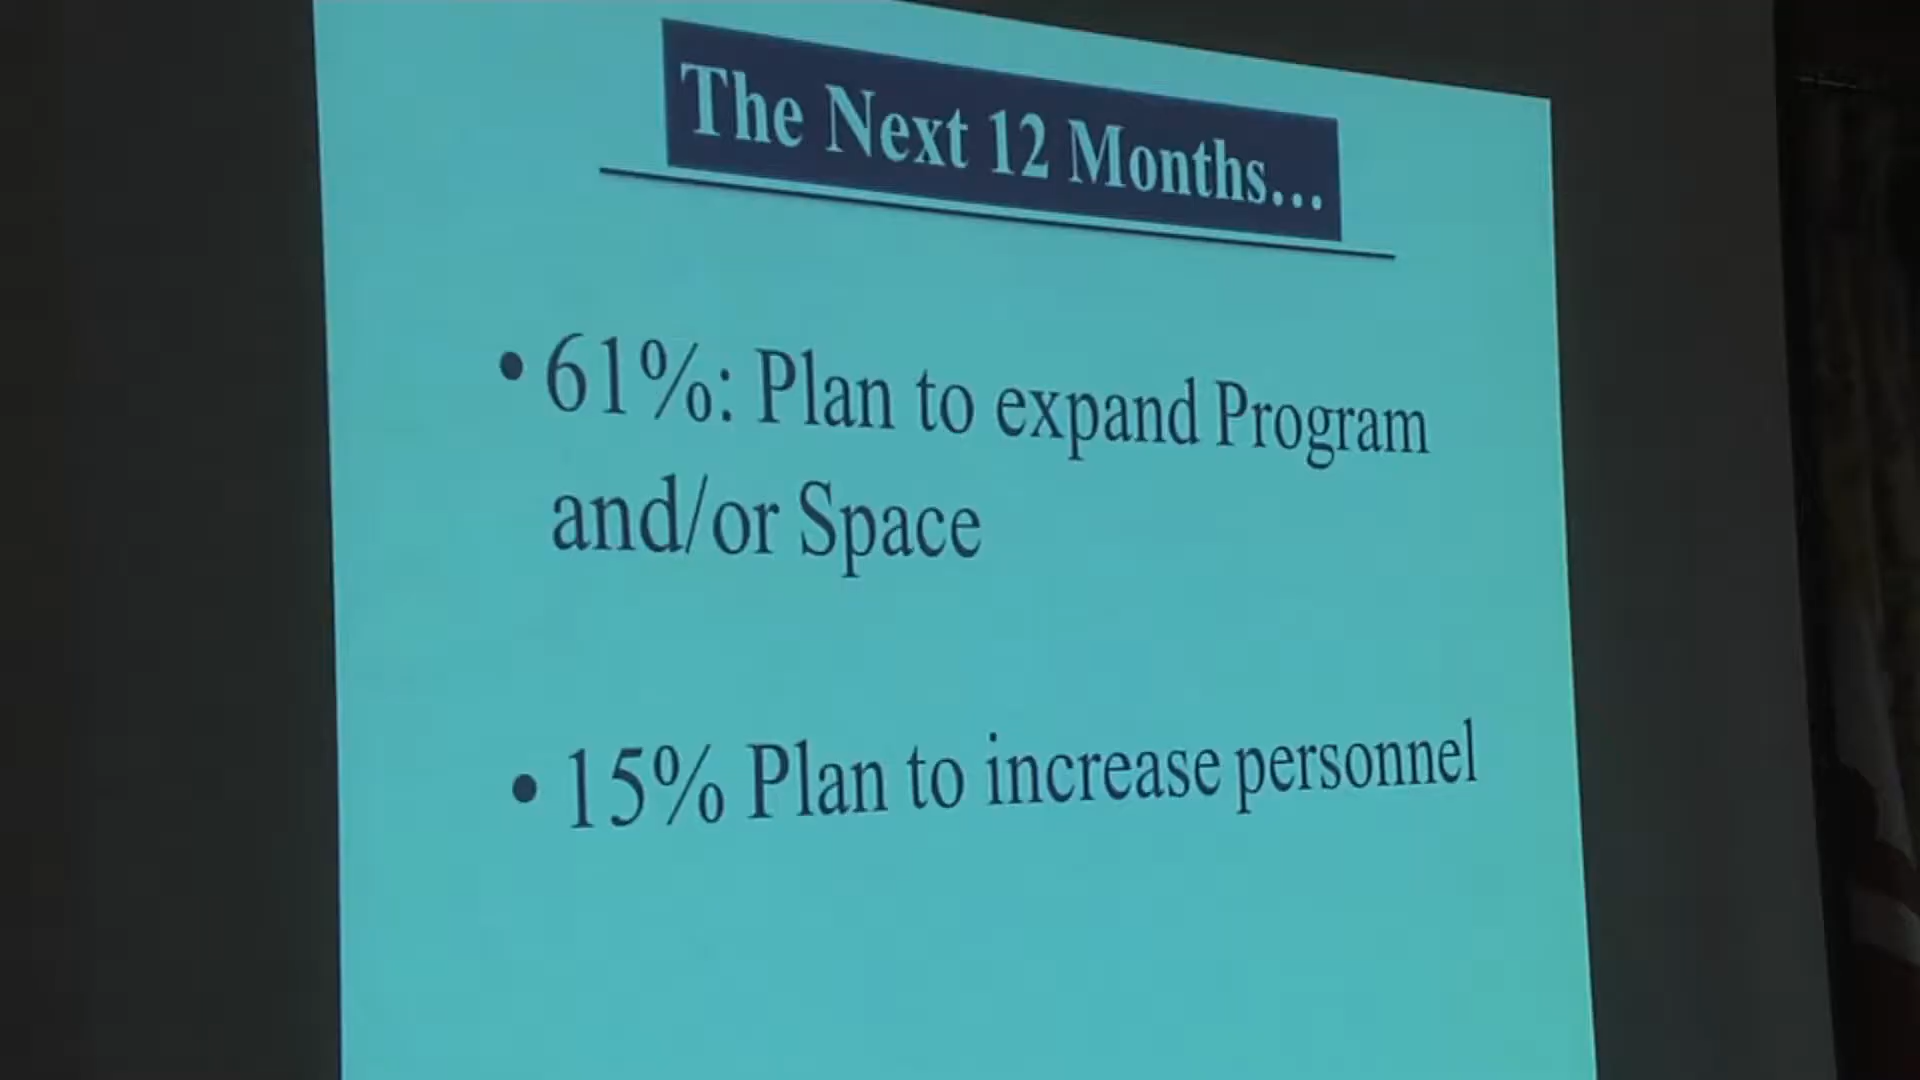 The Next 12 Months...
• 61%: Plan to expand Program
and/or Space
• 15% Plan to increase personnel